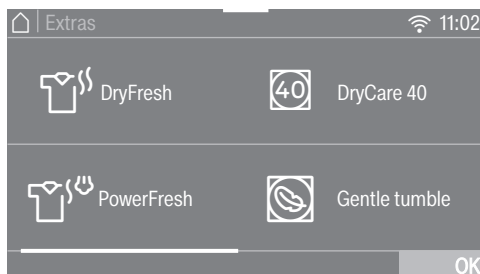 Extras 11:02
DryFresh
40 DryCare 40
PowerFresh
Gentle tumble
OK